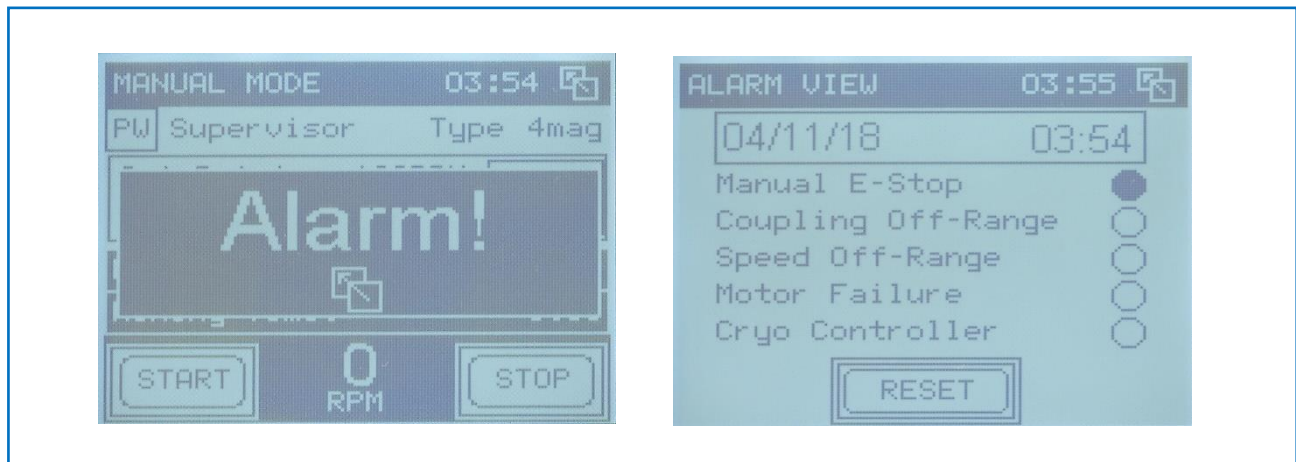 MANUAL MODE 03:54
PW Supervisor Type 4mag
Alarm!
START 0 RPM STOP
ALARM VIEW 03:55
04/11/18 03:54
Manual E-Stop
Coupling Off-Range
Speed Off-Range
Motor Failure
Cryo Controller
RESET